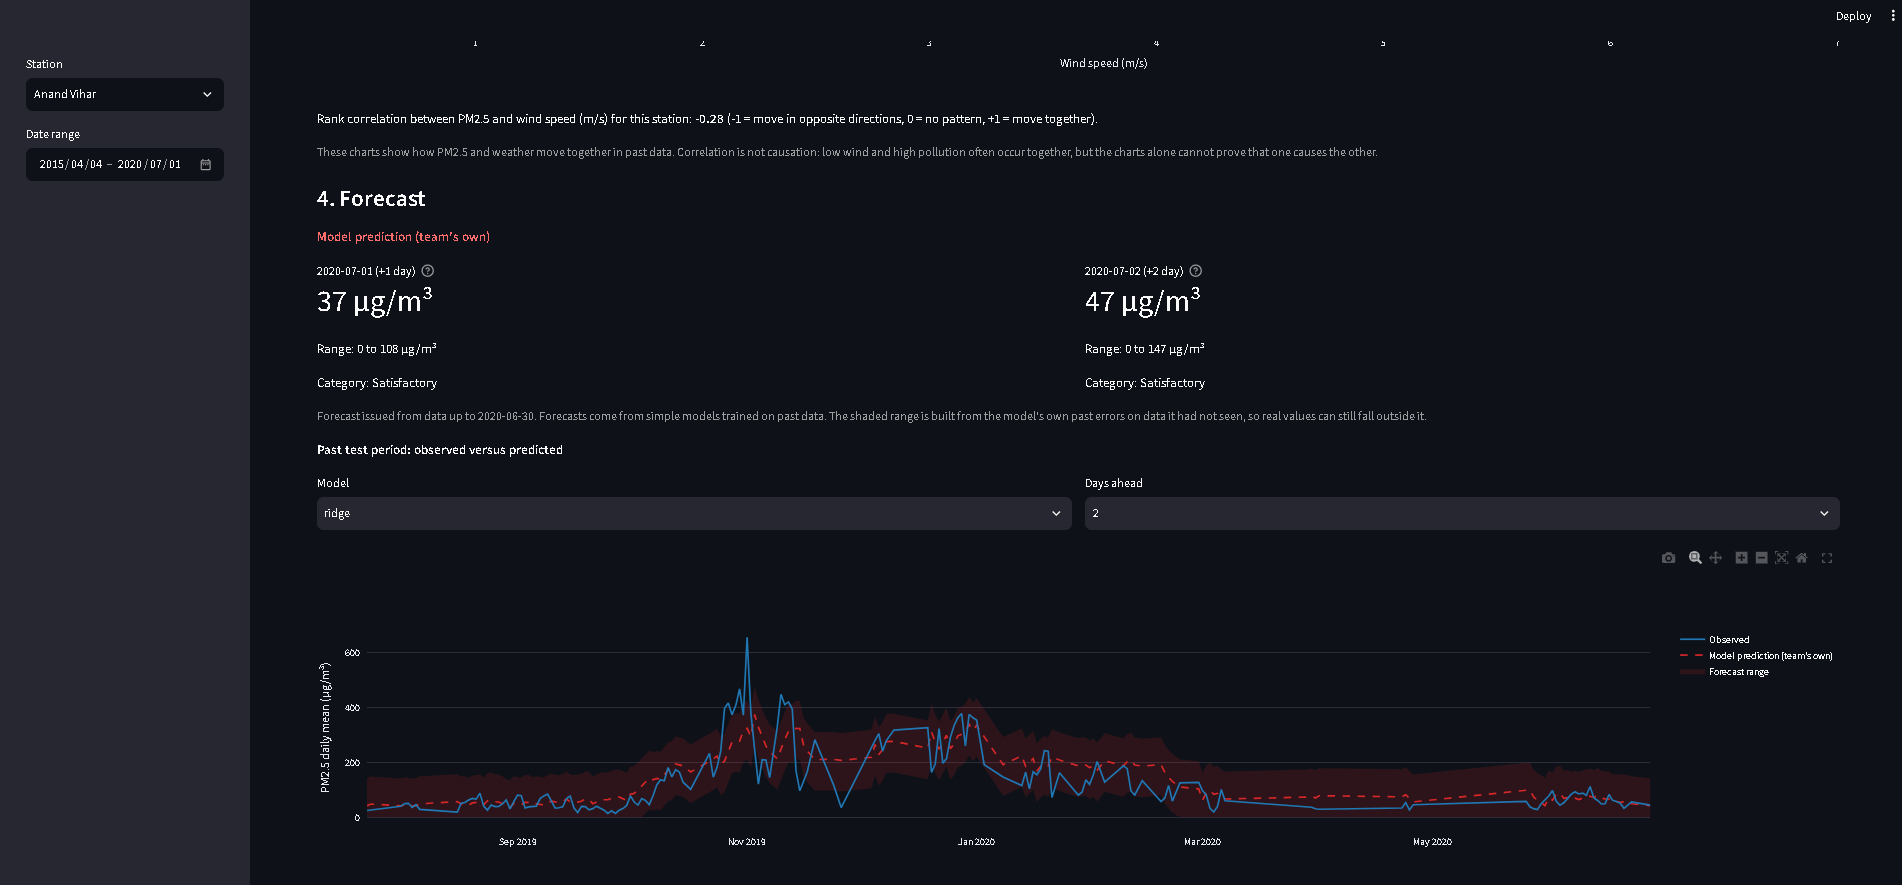 Deploy
Station
Anand Vihar
Date range
2015/04/04 – 2020/07/01
1 2 3 4 5 6 7
Wind speed (m/s)
Rank correlation between PM2.5 and wind speed (m/s) for this station: -0.28 (-1 = move in opposite directions, 0 = no pattern, +1 = move together).
These charts show how PM2.5 and weather move together in past data. Correlation is not causation: low wind and high pollution often occur together, but the charts alone cannot prove that one causes the other.
4. Forecast
Model prediction (team's own)
2020-07-01 (+1 day)
37 µg/m³
Range: 0 to 108 µg/m³
Category: Satisfactory
2020-07-02 (+2 day)
47 µg/m³
Range: 0 to 147 µg/m³
Category: Satisfactory
Forecast issued from data up to 2020-06-30. Forecasts come from simple models trained on past data. The shaded range is built from the model's own past errors on data it had not seen, so real values can still fall outside it.
Past test period: observed versus predicted
Model
ridge
Days ahead
2
PM2.5 daily mean (µg/m³)
600
400
200
0
Sep 2019 Nov 2019 Jan 2020 Mar 2020 May 2020
Observed
Model prediction (team's own)
Forecast range